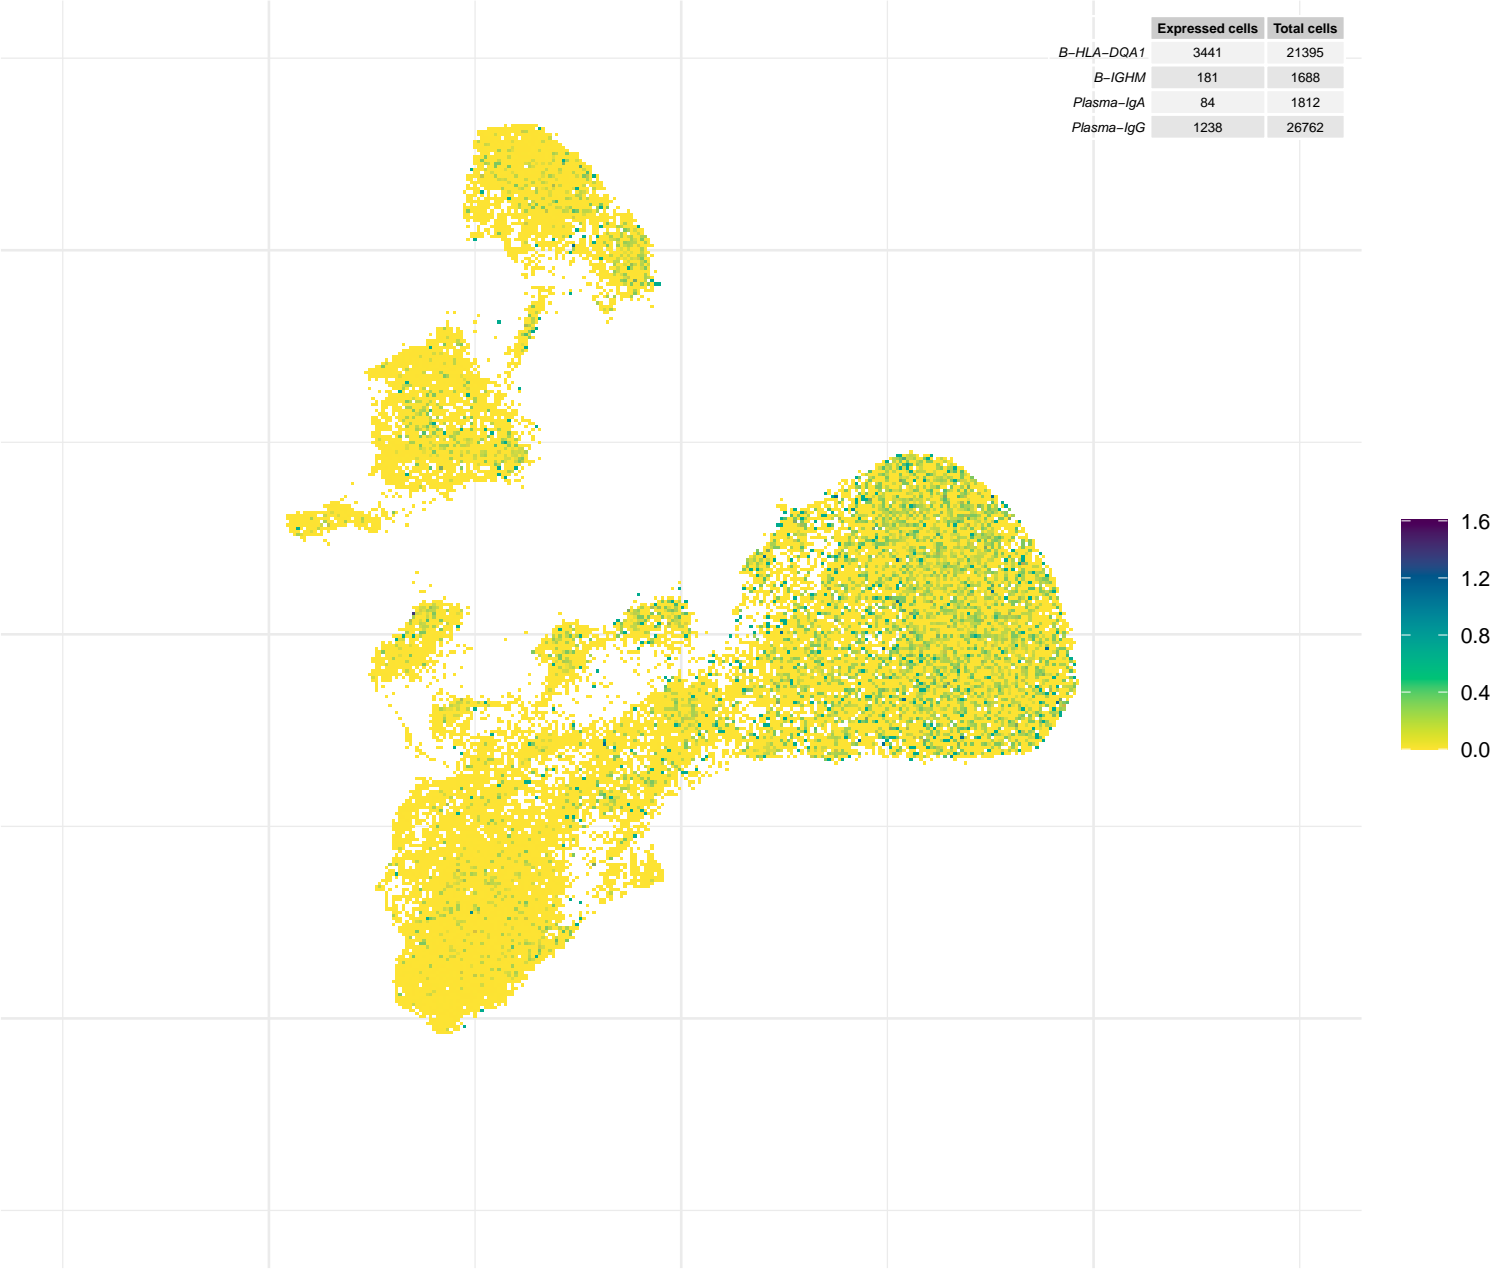 Expressed cells Total cells
B−HLA−DQA1 3441 21395
B−IGHM 181 1688
Plasma−IgA 84 1812
Plasma−IgG 1238 26762
1.6
1.2
0.8
0.4
0.0